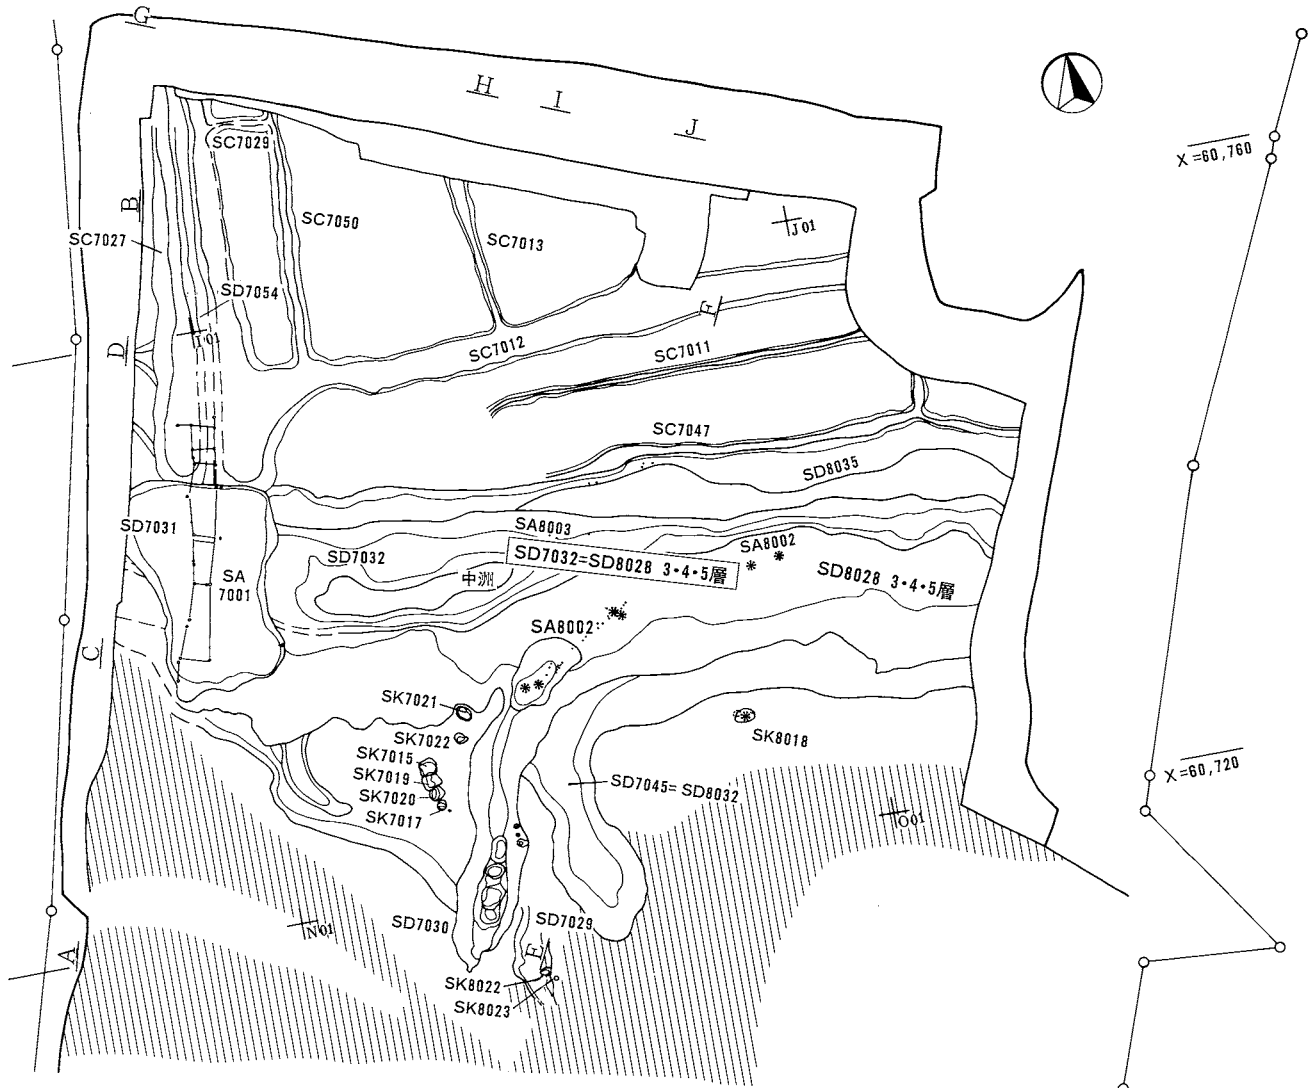 G
H
I
J
X=60,760
SC7029
B
SC7050
J01
SC7027
SC7013
SD7054
F
I'01
D
SC7012
SC7011
SC7047
SD8035
SD7031
SA8003
SD7032
SD7032=SD8028 3・4・5層
SA8002
SD8028 3・4・5層
中洲
SA
7001
SA8002
C
SK7021
SK7022
SK8018
SK7015
SK7019
SK7020
SK7017
SD7045=SD8032
X=60,720
O01
N01
SD7030
SD7029
A
E
SK8022
SK8023